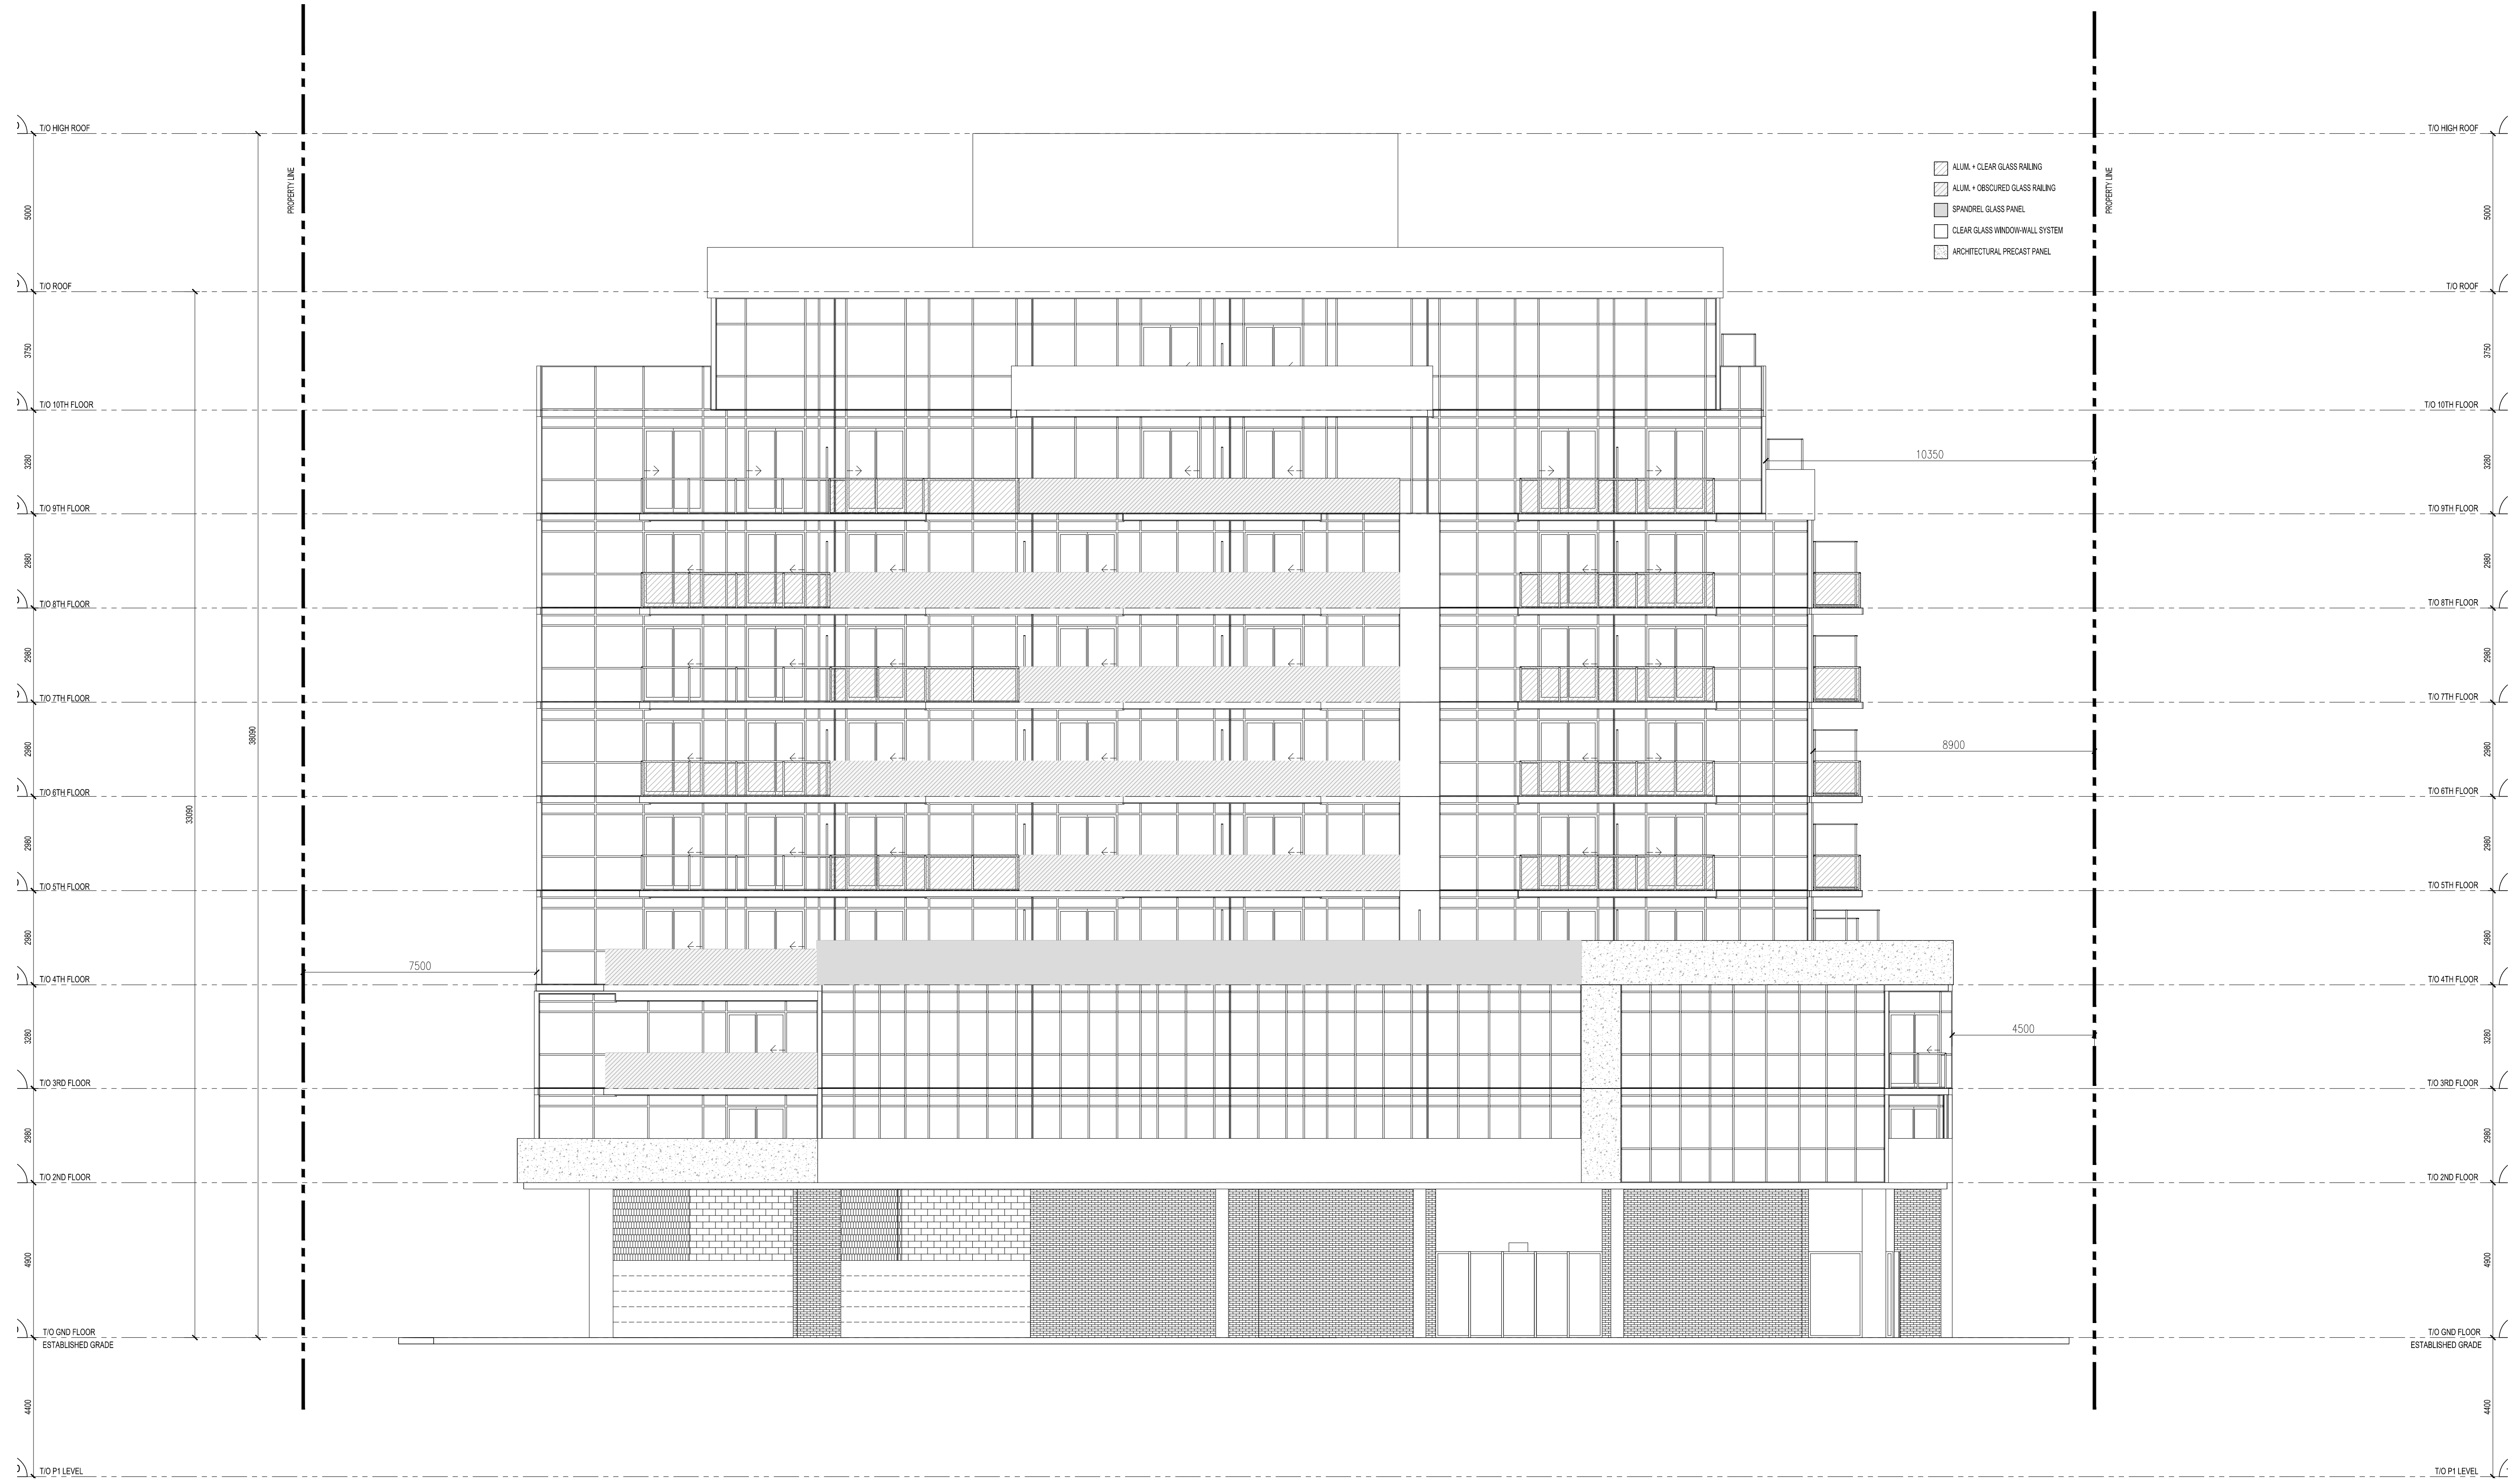 T/O HIGH ROOF
5000
T/O ROOF
3750
T/O 10TH FLOOR
3280
T/O 9TH FLOOR
2980
T/O 8TH FLOOR
2980
T/O 7TH FLOOR
2980
T/O 6TH FLOOR
2980
T/O 5TH FLOOR
2980
T/O 4TH FLOOR
3280
T/O 3RD FLOOR
2980
T/O 2ND FLOOR
4900
T/O GND FLOOR
ESTABLISHED GRADE
4400
T/O P1 LEVEL
33090
38090
PROPERTY LINE
7500
ALUM. + CLEAR GLASS RAILING
ALUM. + OBSCURED GLASS RAILING
SPANDREL GLASS PANEL
CLEAR GLASS WINDOW-WALL SYSTEM
ARCHITECTURAL PRECAST PANEL
10350
8900
4500
PROPERTY LINE
T/O HIGH ROOF
5000
T/O ROOF
3750
T/O 10TH FLOOR
3280
T/O 9TH FLOOR
2980
T/O 8TH FLOOR
2980
T/O 7TH FLOOR
2980
T/O 6TH FLOOR
2980
T/O 5TH FLOOR
2980
T/O 4TH FLOOR
3280
T/O 3RD FLOOR
2980
T/O 2ND FLOOR
4900
T/O GND FLOOR
ESTABLISHED GRADE
4400
T/O P1 LEVEL